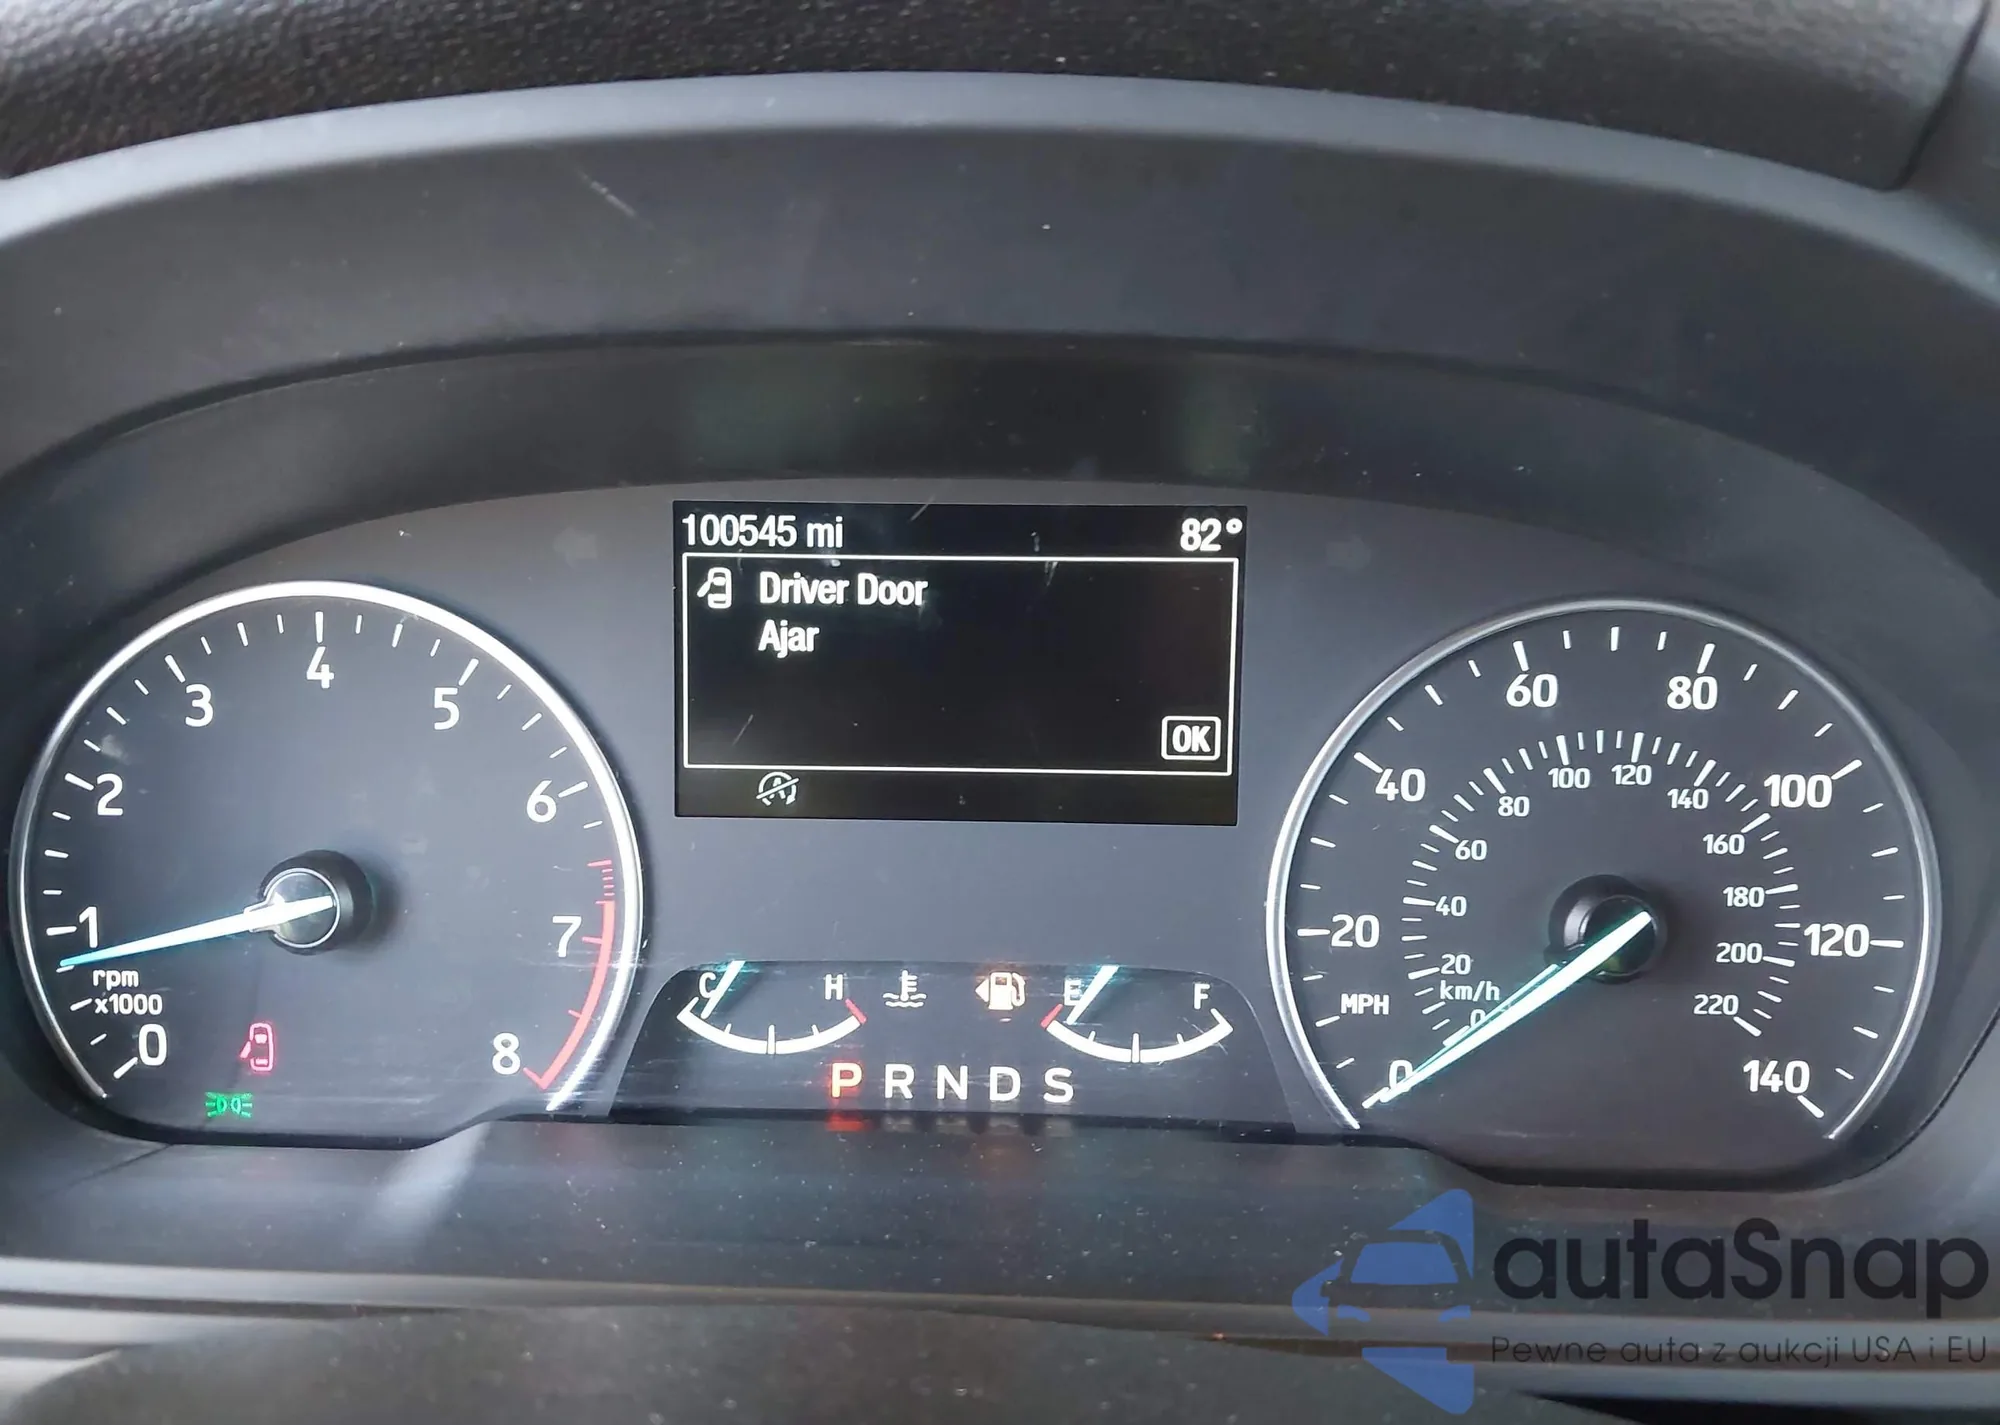 100545 mi
82°
Driver Door
Ajar
OK
A
0
1
2
3
4
5
6
7
8
rpm
x1000
C
H
E
F
P R N D S
0
20
40
60
80
100
120
140
MPH
0
20
40
60
80
100
120
140
160
180
200
220
km/h
autaSnap
Pewne auta z aukcji USA i EU